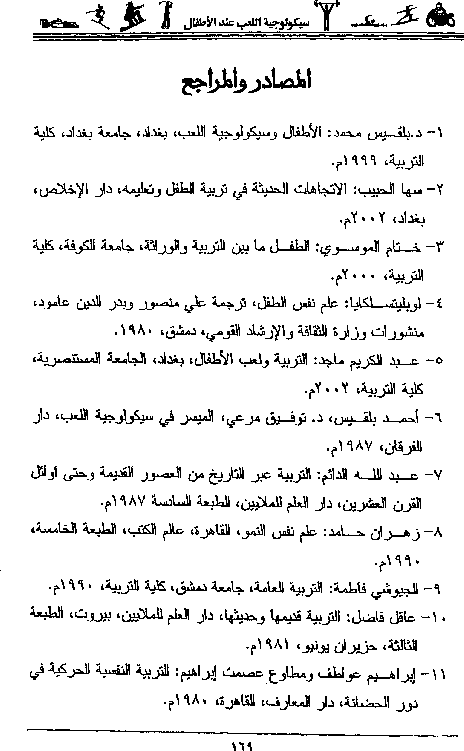 سيكولوجية اللعب عند الأطفال
المصادر والمراجع
١- د.بلقيس محمد: الأطفال وسيكولوجية اللعب، بغداد، جامعة بغداد، كلية
التربية، ١٩٩٩م.
٢- سها الحبيب: الاتجاهات الحديثة في تربية الطفل وتعليمه، دار الإخلاص،
بغداد، ٢٠٠٢م.
٣- ختام الموسوي: الطفل ما بين التربية والوراثة، جامعة الكوفة، كلية
التربية، ٢٠٠٠م.
٤- لوبلينسكايا: علم نفس الطفل، ترجمة علي منصور وبدر الدين عامود،
منشورات وزارة الثقافة والإرشاد القومي، دمشق، ١٩٨٠.
٥- عبد الكريم ماجد: التربية ولعب الأطفال، بغداد، الجامعة المستنصرية،
كلية التربية، ٢٠٠٢م.
٦- أحمد بلقيس، د. توفيق مرعي، الميسر في سيكولوجية اللعب، دار
الفرقان، ١٩٨٧م.
٧- عبد الله الدائم: التربية عبر التاريخ من العصور القديمة وحتى أوائل
القرن العشرين، دار العلم للملايين، الطبعة السادسة ١٩٨٧م.
٨- زهران حامد: علم نفس النمو، القاهرة، عالم الكتب، الطبعة الخامسة،
١٩٩٠م.
٩- الجيوشي فاطمة: التربية العامة، جامعة دمشق، كلية التربية، ١٩٩٠م.
١٠- عاقل فاضل: التربية قديمها وحديثها، دار العلم للملايين، بيروت، الطبعة
الثالثة، حزيران يونيو، ١٩٨١م.
١١- إبراهيم عواطف ومطاوع عصمت إبراهيم: التربية النفسية الحركية في
دور الحضانة، دار المعارف، القاهرة، ١٩٨٠م.
١٦٩